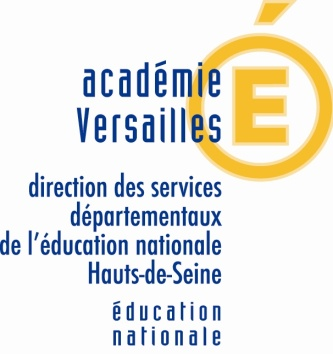 académie
Versailles
É
direction des services
départementaux
de l'éducation nationale
Hauts-de-Seine
éducation
nationale